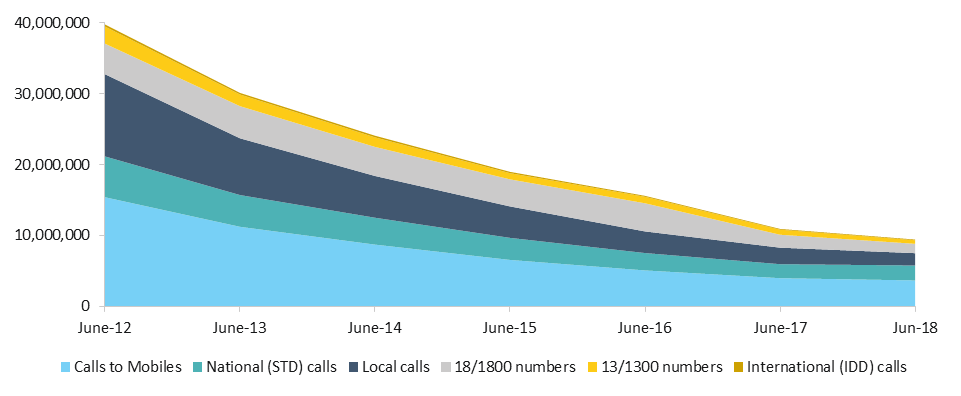 40,000,000
30,000,000
20,000,000
10,000,000
0
June-12 June-13 June-14 June-15 June-16 June-17 Jun-18
Calls to Mobiles National (STD) calls Local calls 18/1800 numbers 13/1300 numbers International (IDD) calls